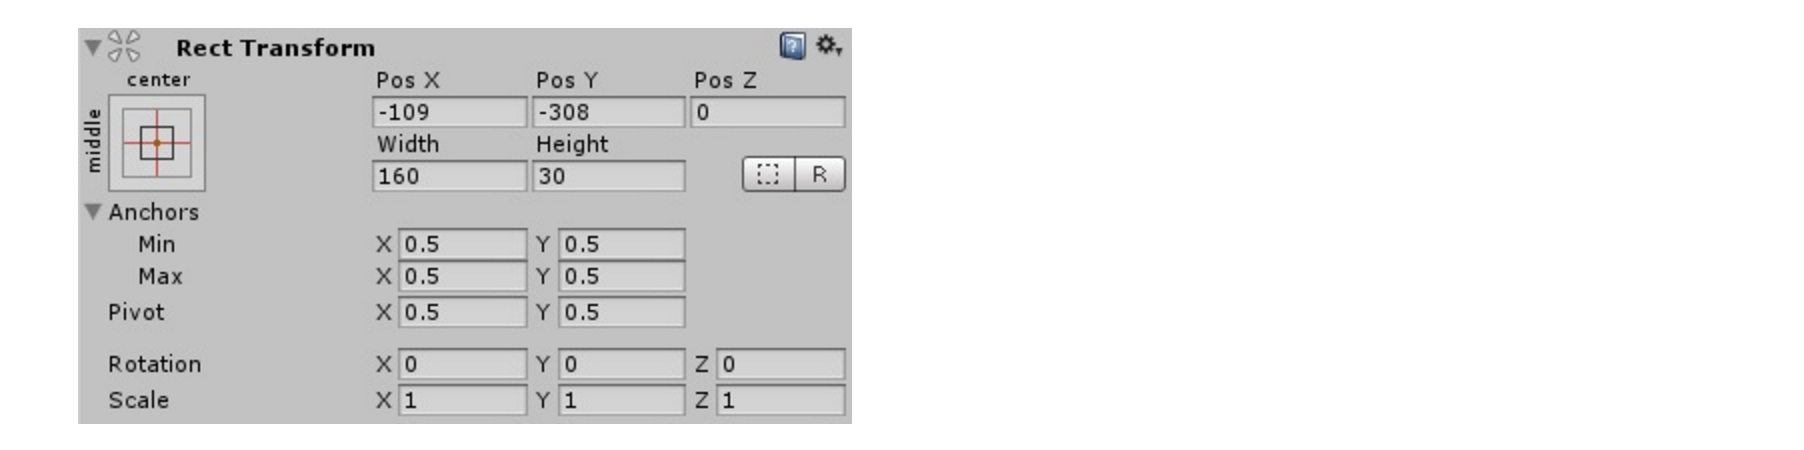 Rect Transform
center
middle
Pos X Pos Y Pos Z
-109 -308 0
Width Height
160 30
R
Anchors
Min X 0.5 Y 0.5
Max X 0.5 Y 0.5
Pivot X 0.5 Y 0.5
Rotation X 0 Y 0 Z 0
Scale X 1 Y 1 Z 1